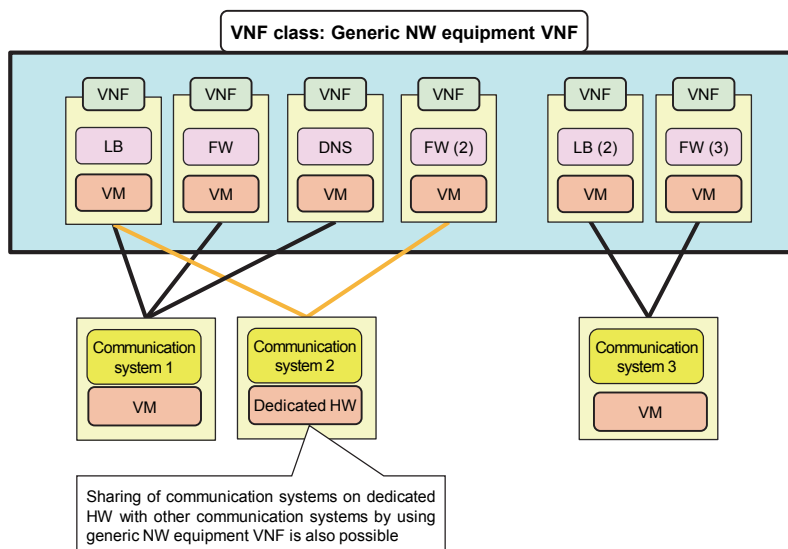 VNF class: Generic NW equipment VNF
VNF VNF VNF VNF VNF VNF
LB FW DNS FW (2) LB (2) FW (3)
VM VM VM VM VM VM
Communication
system 1
VM
Communication
system 2
Dedicated HW
Communication
system 3
VM
Sharing of communication systems on dedicated
HW with other communication systems by using
generic NW equipment VNF is also possible